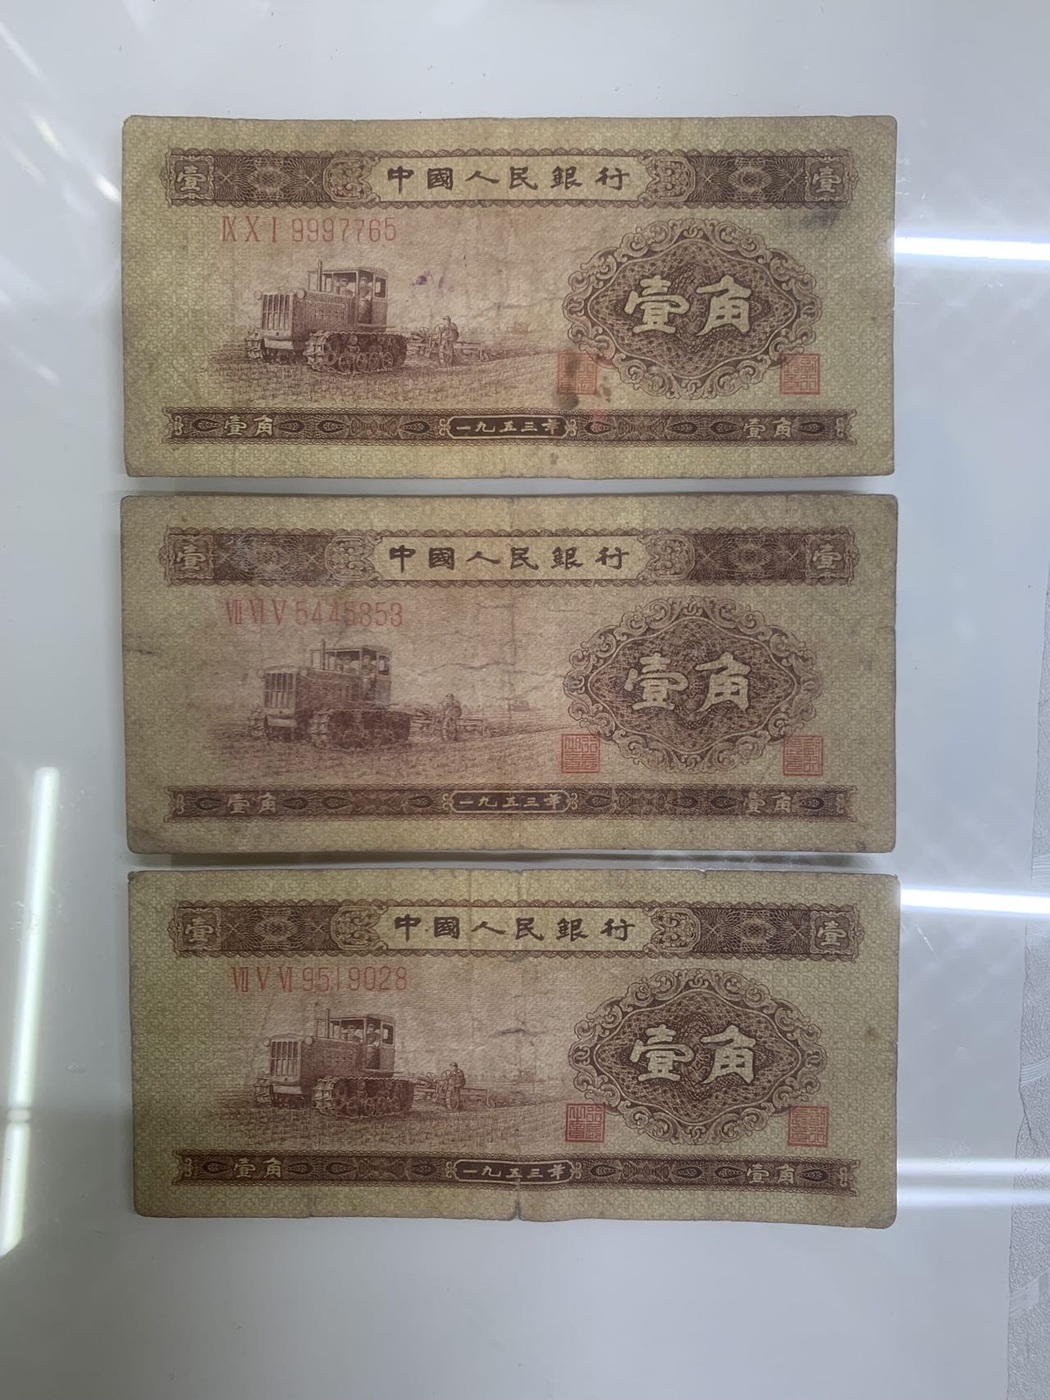 壹 中國人民銀行 壹
Ⅸ Ⅹ Ⅰ 9997765
壹角
壹角 一九五三年 壹角
壹 中國人民銀行 壹
Ⅶ Ⅵ Ⅴ 5445853
壹角
壹角 一九五三年 壹角
壹 中國人民銀行 壹
Ⅶ Ⅴ Ⅵ 9519028
壹角
壹角 一九五三年 壹角